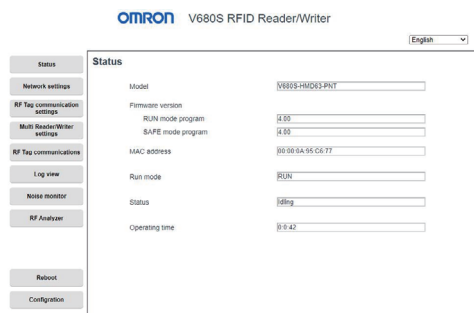 OMRON V680S RFID Reader/Writer
English
Status
Network settings
RF Tag communication
settings
Multi Reader/Writer
settings
RF Tag communications
Log view
Noise monitor
RF Analyzer
Reboot
Configration
Status
Model V680S-HMD63-PNT
Firmware version
RUN mode program 4.00
SAFE mode program 4.00
MAC address 00:00:0A:95:C6:77
Run mode RUN
Status Idling
Operating time 0:0:42